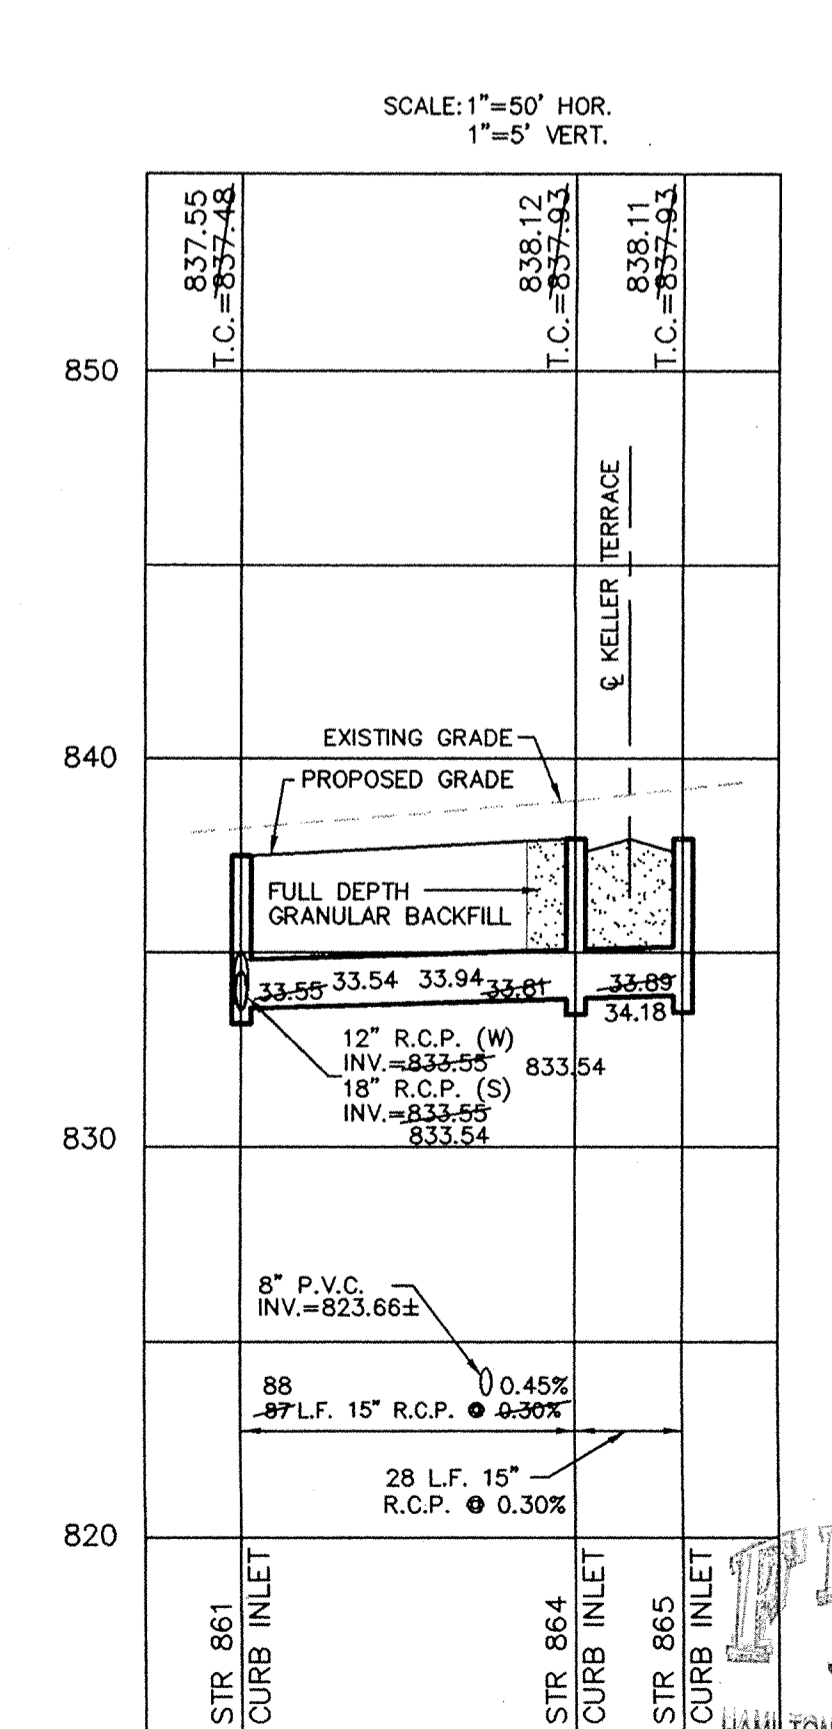 SCALE: 1"=50' HOR.
1"=5' VERT.
837.55
T.C.=837.48
838.12
T.C.=837.93
838.11
T.C.=837.93
850
℄ KELLER TERRACE
840
EXISTING GRADE
PROPOSED GRADE
FULL DEPTH
GRANULAR BACKFILL
33.55 33.54 33.94 33.81 33.89
34.18
12" R.C.P. (W)
INV.=833.55 833.54
18" R.C.P. (S)
INV.=833.55
833.54
830
8" P.V.C.
INV.=823.66±
88 0.45%
87 L.F. 15" R.C.P. @ 0.30%
28 L.F. 15"
R.C.P. @ 0.30%
820
STR 861
CURB INLET
STR 864
CURB INLET
STR 865
CURB INLET
HAMILTON